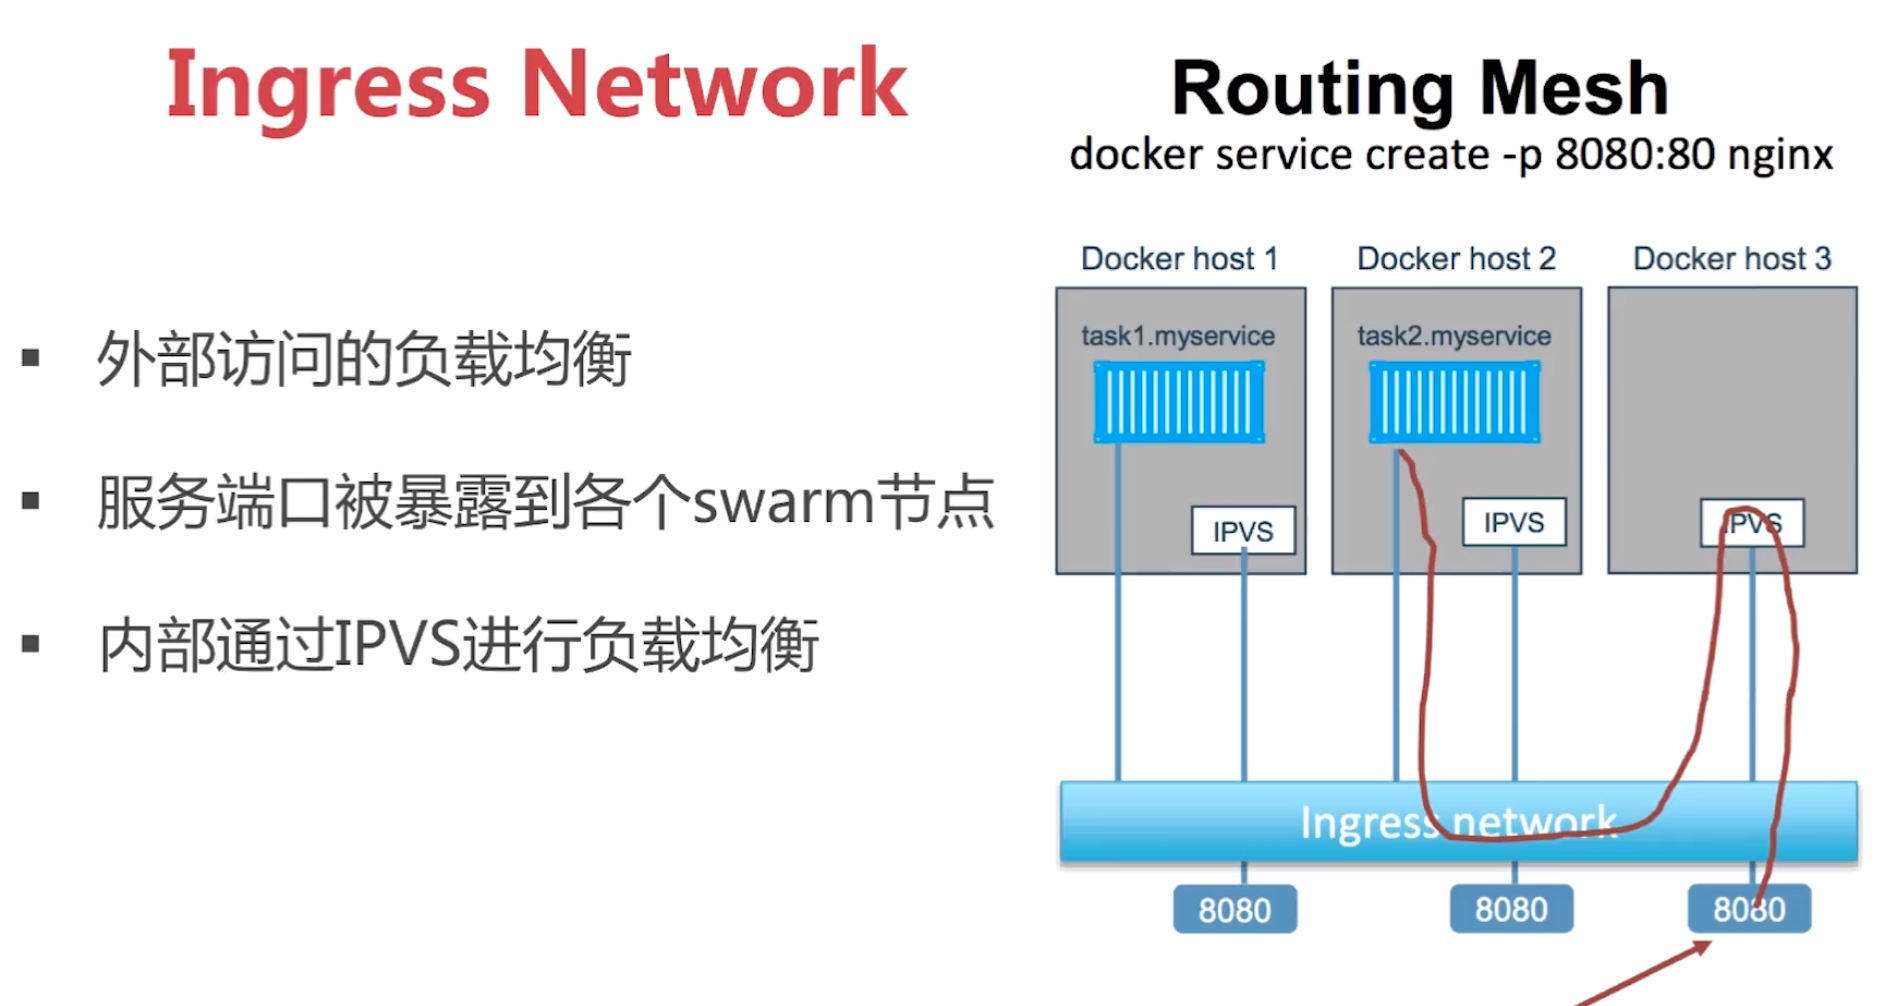 Ingress Network
外部访问的负载均衡
服务端口被暴露到各个swarm节点
内部通过IPVS进行负载均衡
Routing Mesh
docker service create -p 8080:80 nginx
Docker host 1
Docker host 2
Docker host 3
task1.myservice
task2.myservice
IPVS
IPVS
IPVS
Ingress network
8080
8080
8080